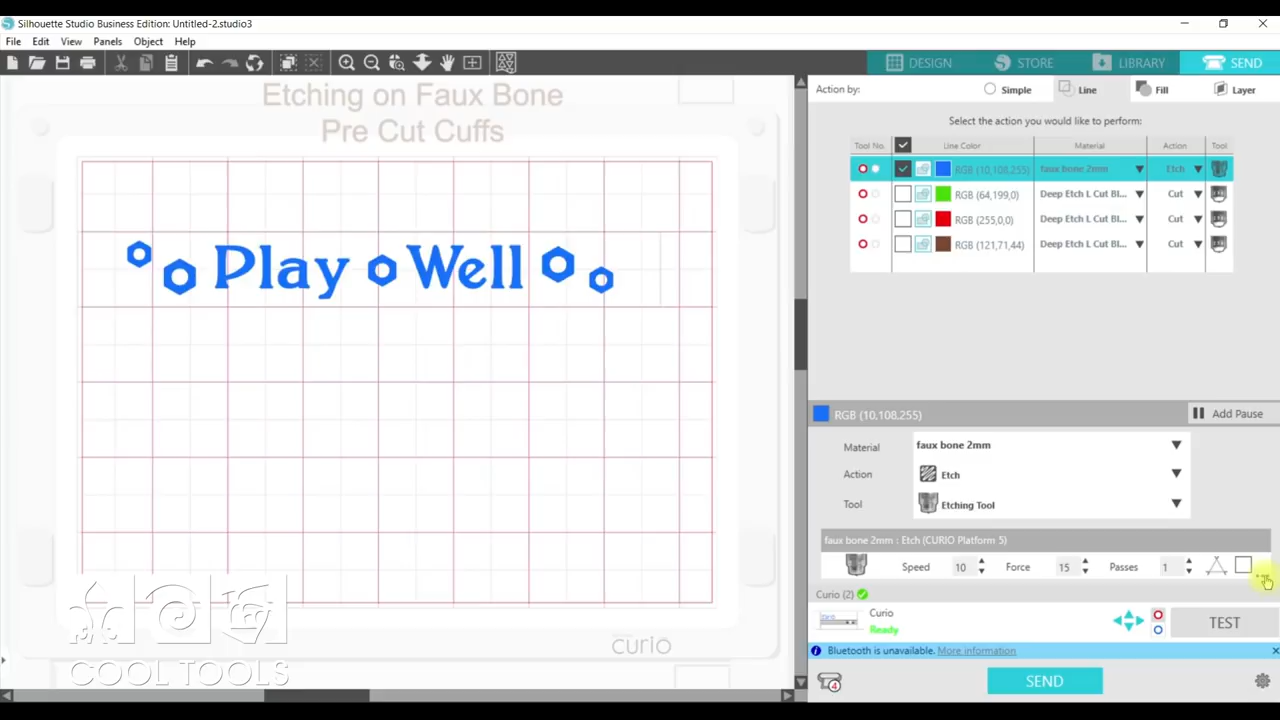 Silhouette Studio Business Edition: Untitled-2.studio3
File Edit View Panels Object Help
DESIGN STORE LIBRARY SEND
Etching on Faux Bone
Pre Cut Cuffs
Play Well
curio
COOL TOOLS
Action by: Simple Line Fill Layer
Select the action you would like to perform:
Tool No. Line Color Material Action Tool
RGB (10,108,255) faux bone 2mm Etch
RGB (64,199,0) Deep Etch L Cut Bl... Cut
RGB (255,0,0) Deep Etch L Cut Bl... Cut
RGB (121,71,44) Deep Etch L Cut Bl... Cut
RGB (10,108,255) Add Pause
Material faux bone 2mm
Action Etch
Tool Etching Tool
faux bone 2mm : Etch (CURIO Platform 5)
Speed 10 Force 15 Passes 1
Curio (2)
Curio
Ready
TEST
Bluetooth is unavailable. More information
4
SEND